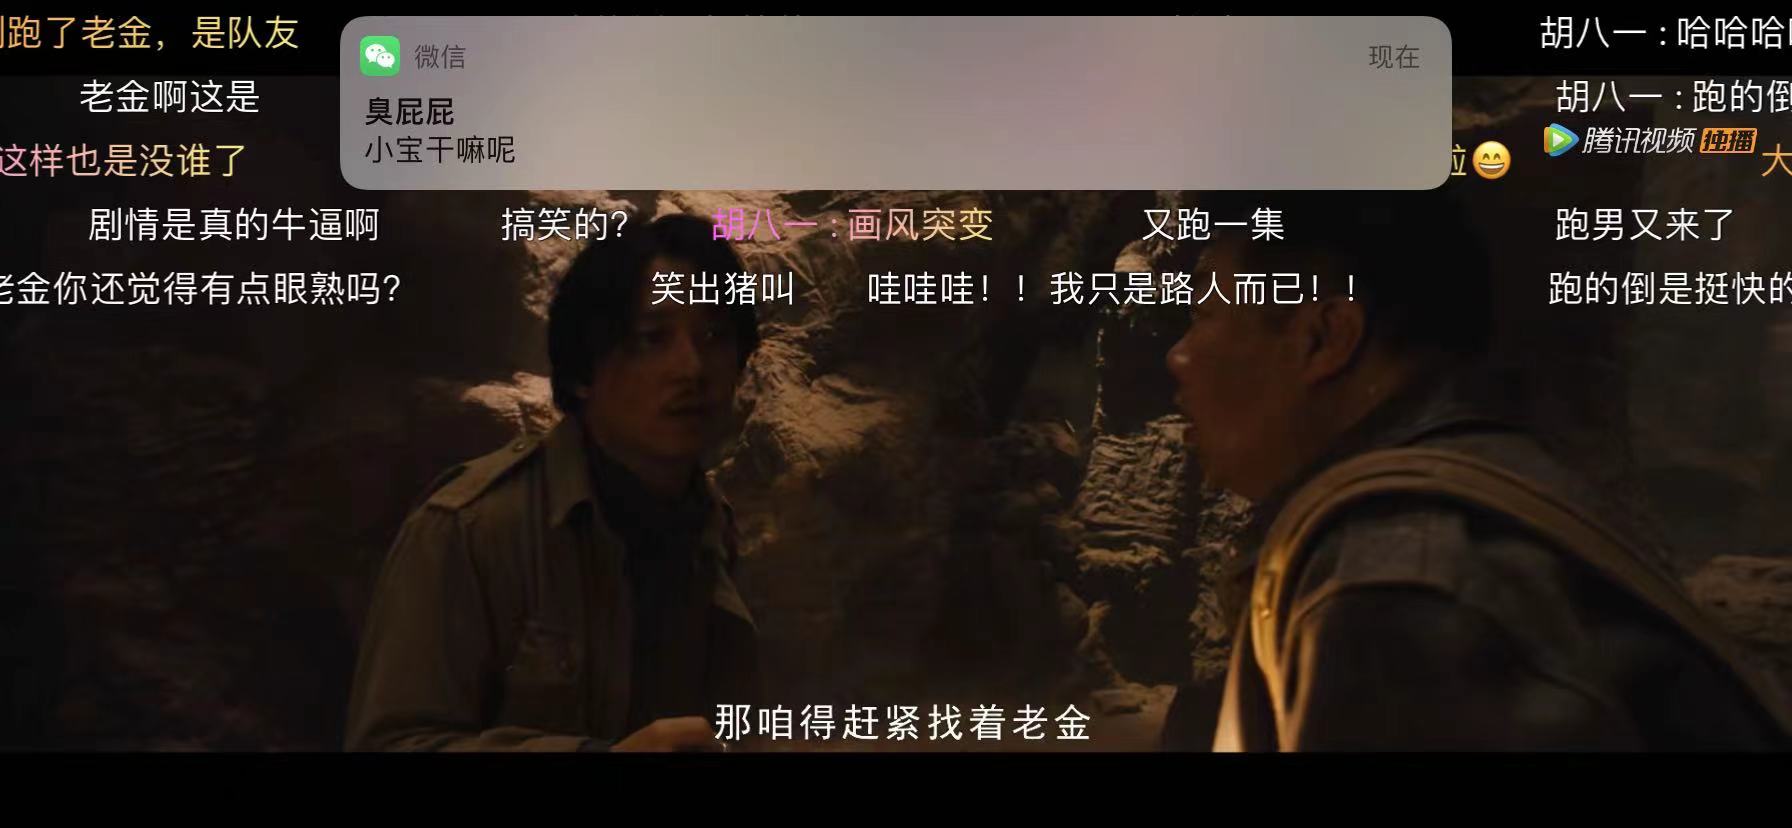 跑了老金，是队友
微信
现在
胡八一：哈哈哈
臭屁屁
小宝干嘛呢
老金啊这是
胡八一：跑的倒
腾讯视频 独播
这样也是没谁了
😄
大
剧情是真的牛逼啊
搞笑的？
胡八一：画风突变
又跑一集
跑男又来了
老金你还觉得有点眼熟吗？
笑出猪叫
哇哇哇！！我只是路人而已！！
跑的倒是挺快的
那咱得赶紧找着老金